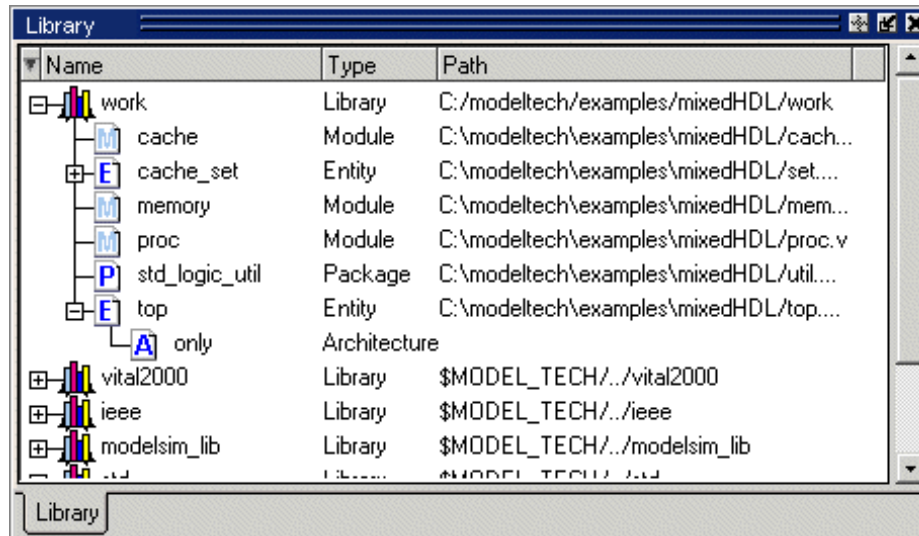 Library
Name Type Path
work Library C:/modeltech/examples/mixedHDL/work
M cache Module C:\modeltech\examples\mixedHDL/cach...
E cache_set Entity C:\modeltech\examples\mixedHDL/set....
M memory Module C:\modeltech\examples\mixedHDL/mem...
M proc Module C:\modeltech\examples\mixedHDL/proc.v
P std_logic_util Package C:\modeltech\examples\mixedHDL/util....
E top Entity C:\modeltech\examples\mixedHDL/top....
A only Architecture
vital2000 Library $MODEL_TECH/../vital2000
ieee Library $MODEL_TECH/../ieee
modelsim_lib Library $MODEL_TECH/../modelsim_lib
Library